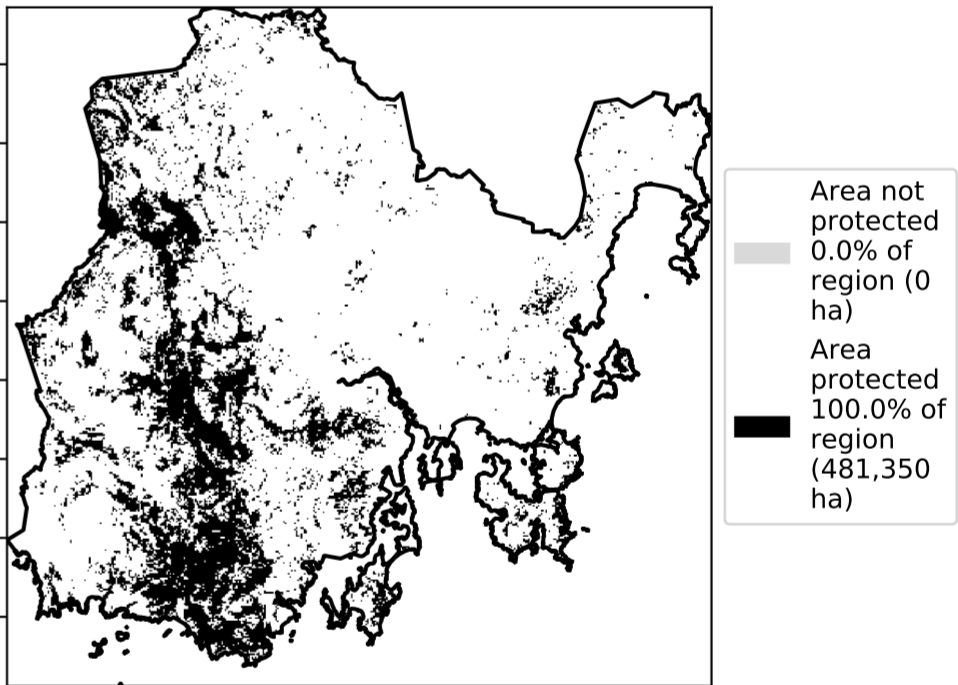 Area not
protected
0.0% of
region (0
ha)
Area
protected
100.0% of
region
(481,350
ha)